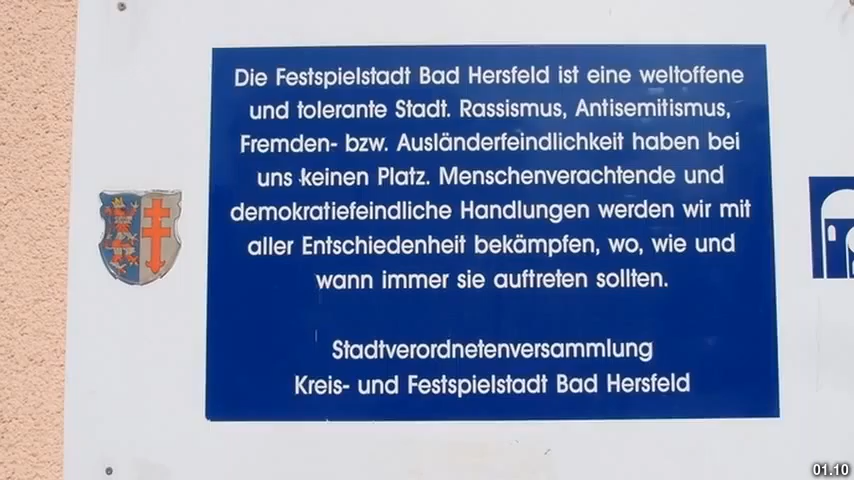 Die Festspielstadt Bad Hersfeld ist eine weltoffene
und tolerante Stadt. Rassismus, Antisemitismus,
Fremden- bzw. Ausländerfeindlichkeit haben bei
uns keinen Platz. Menschenverachtende und
demokratiefeindliche Handlungen werden wir mit
aller Entschiedenheit bekämpfen, wo, wie und
wann immer sie auftreten sollten.
Stadtverordnetenversammlung
Kreis- und Festspielstadt Bad Hersfeld
01.10